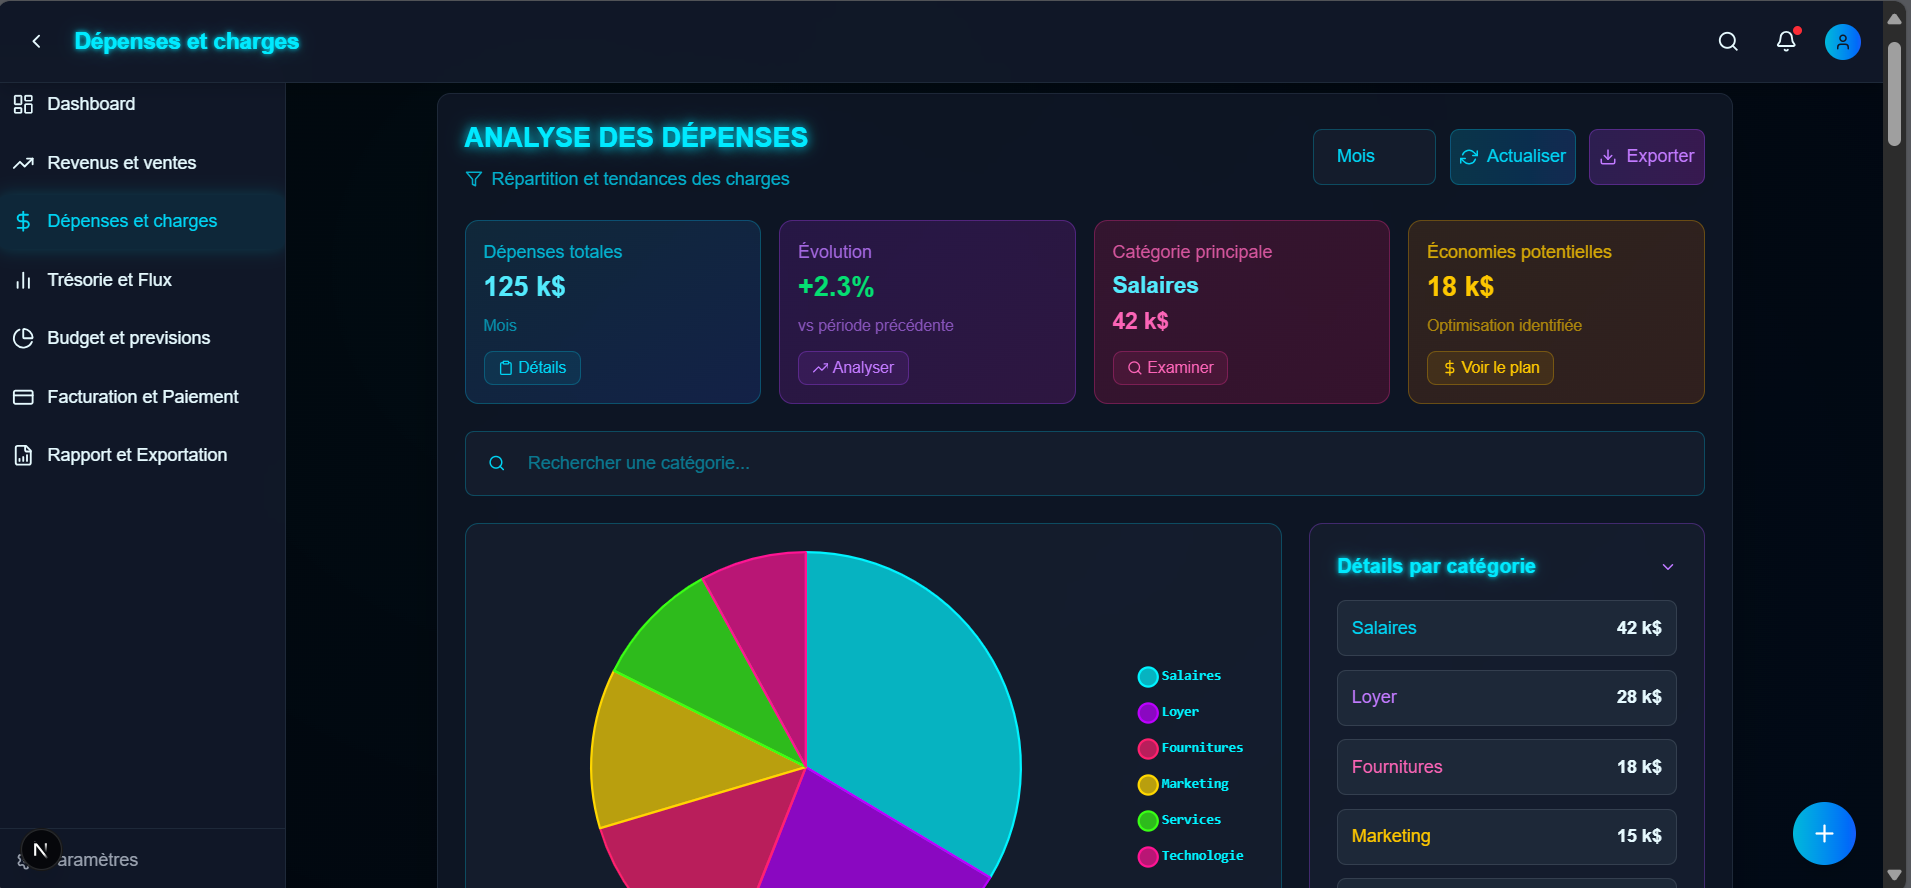 Dépenses et charges
Dashboard
Revenus et ventes
Dépenses et charges
Trésorie et Flux
Budget et previsions
Facturation et Paiement
Rapport et Exportation
N
aramètres
ANALYSE DES DÉPENSES
Répartition et tendances des charges
Mois
Actualiser
Exporter
Dépenses totales
125 k$
Mois
Détails
Évolution
+2.3%
vs période précédente
Analyser
Catégorie principale
Salaires
42 k$
Examiner
Économies potentielles
18 k$
Optimisation identifiée
Voir le plan
Rechercher une catégorie...
Salaires
Loyer
Fournitures
Marketing
Services
Technologie
Détails par catégorie
Salaires 42 k$
Loyer 28 k$
Fournitures 18 k$
Marketing 15 k$